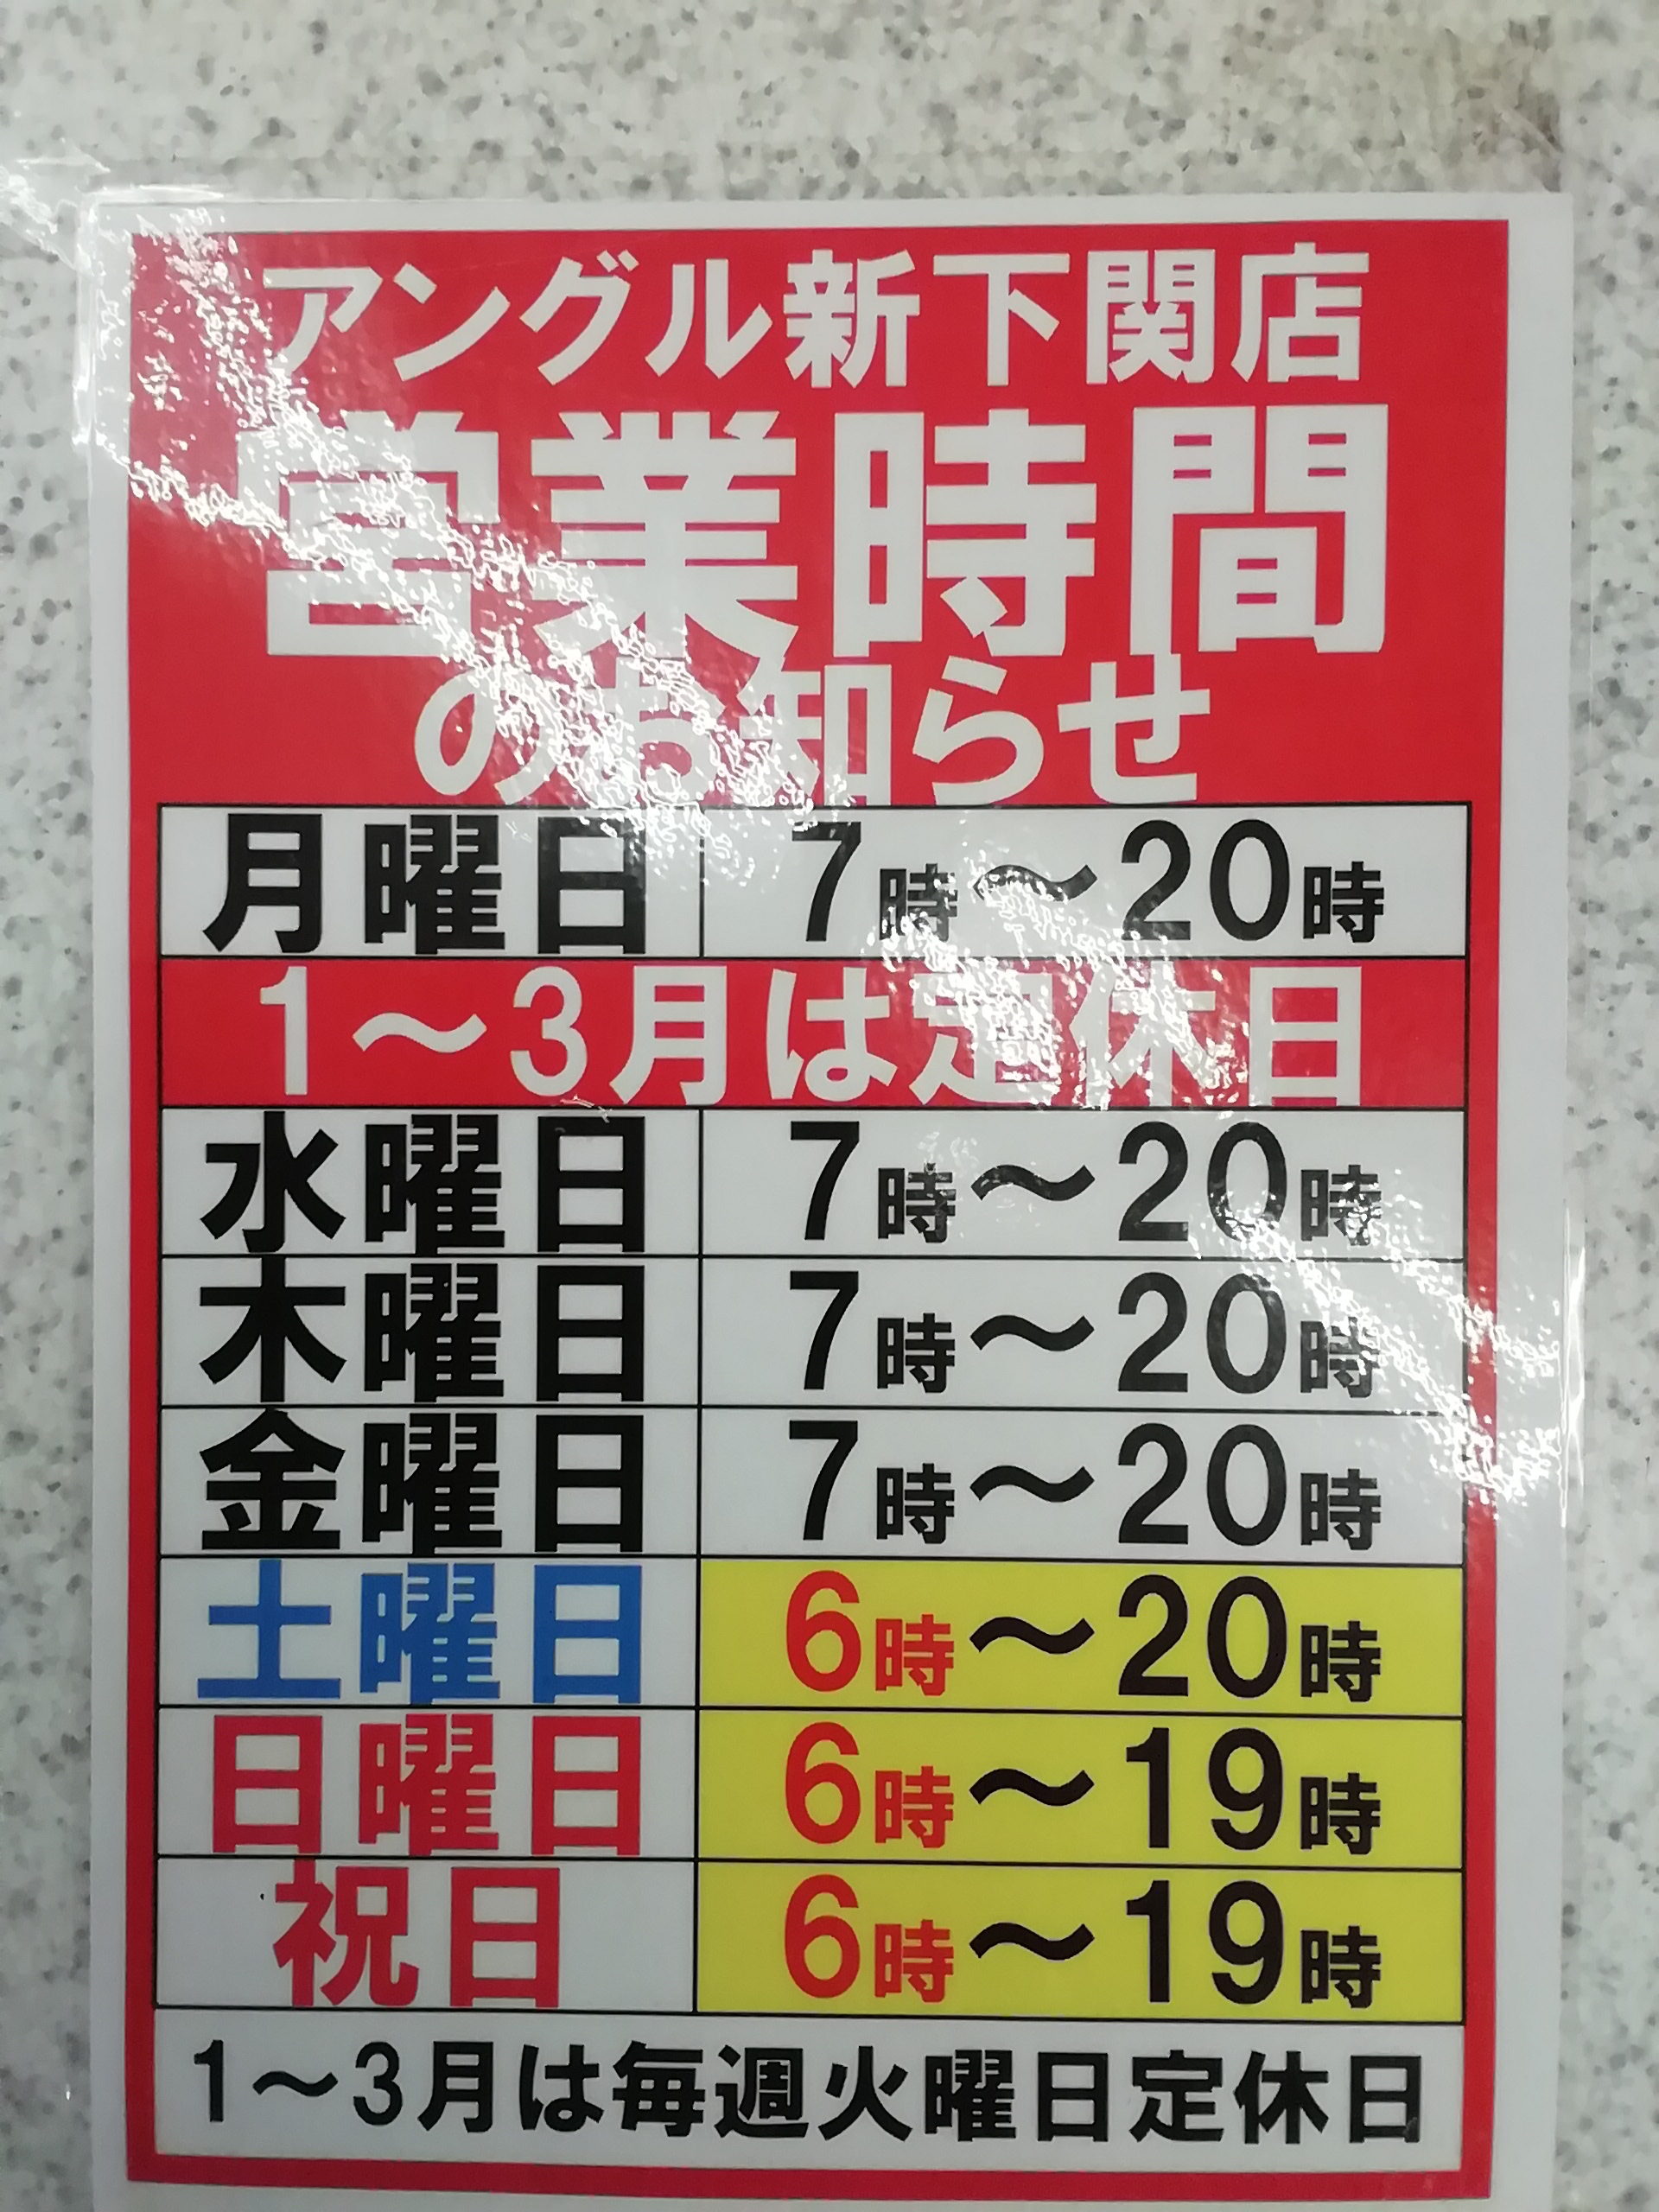 アングル新下関店
営業時間
のお知らせ
月曜日 7時～20時
1～3月は定休日
水曜日 7時～20時
木曜日 7時～20時
金曜日 7時～20時
土曜日 6時～20時
日曜日 6時～19時
祝日 6時～19時
1～3月は毎週火曜日定休日